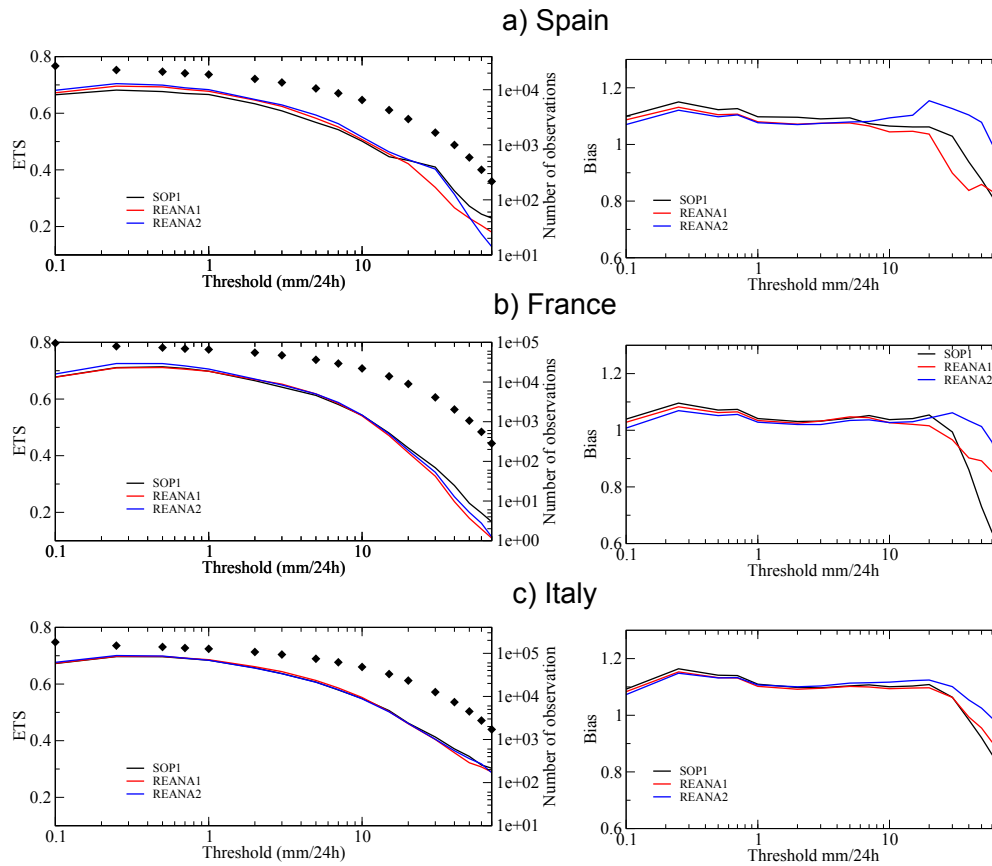 a) Spain
0.8
0.6
0.4
0.2
ETS
0.1
1
10
Threshold (mm/24h)
1e+04
1e+03
1e+02
1e+01
Number of observations
SOP1
REANA1
REANA2
1.2
1
0.8
0.6
Bias
0.1
1
10
Threshold mm/24h
SOP1
REANA1
REANA2
b) France
0.8
0.6
0.4
0.2
ETS
0.1
1
10
Threshold (mm/24h)
1e+05
1e+04
1e+03
1e+02
1e+01
1e+00
Number of observations
SOP1
REANA1
REANA2
1.2
1
0.8
0.6
Bias
0.1
1
10
Threshold mm/24h
SOP1
REANA1
REANA2
c) Italy
0.8
0.6
0.4
0.2
ETS
0.1
1
10
Threshold (mm/24h)
1e+05
1e+04
1e+03
1e+02
1e+01
Number of observation
SOP1
REANA1
REANA2
1.2
1
0.8
0.6
Bias
0.1
1
10
Threshold mm/24h
SOP1
REANA1
REANA2